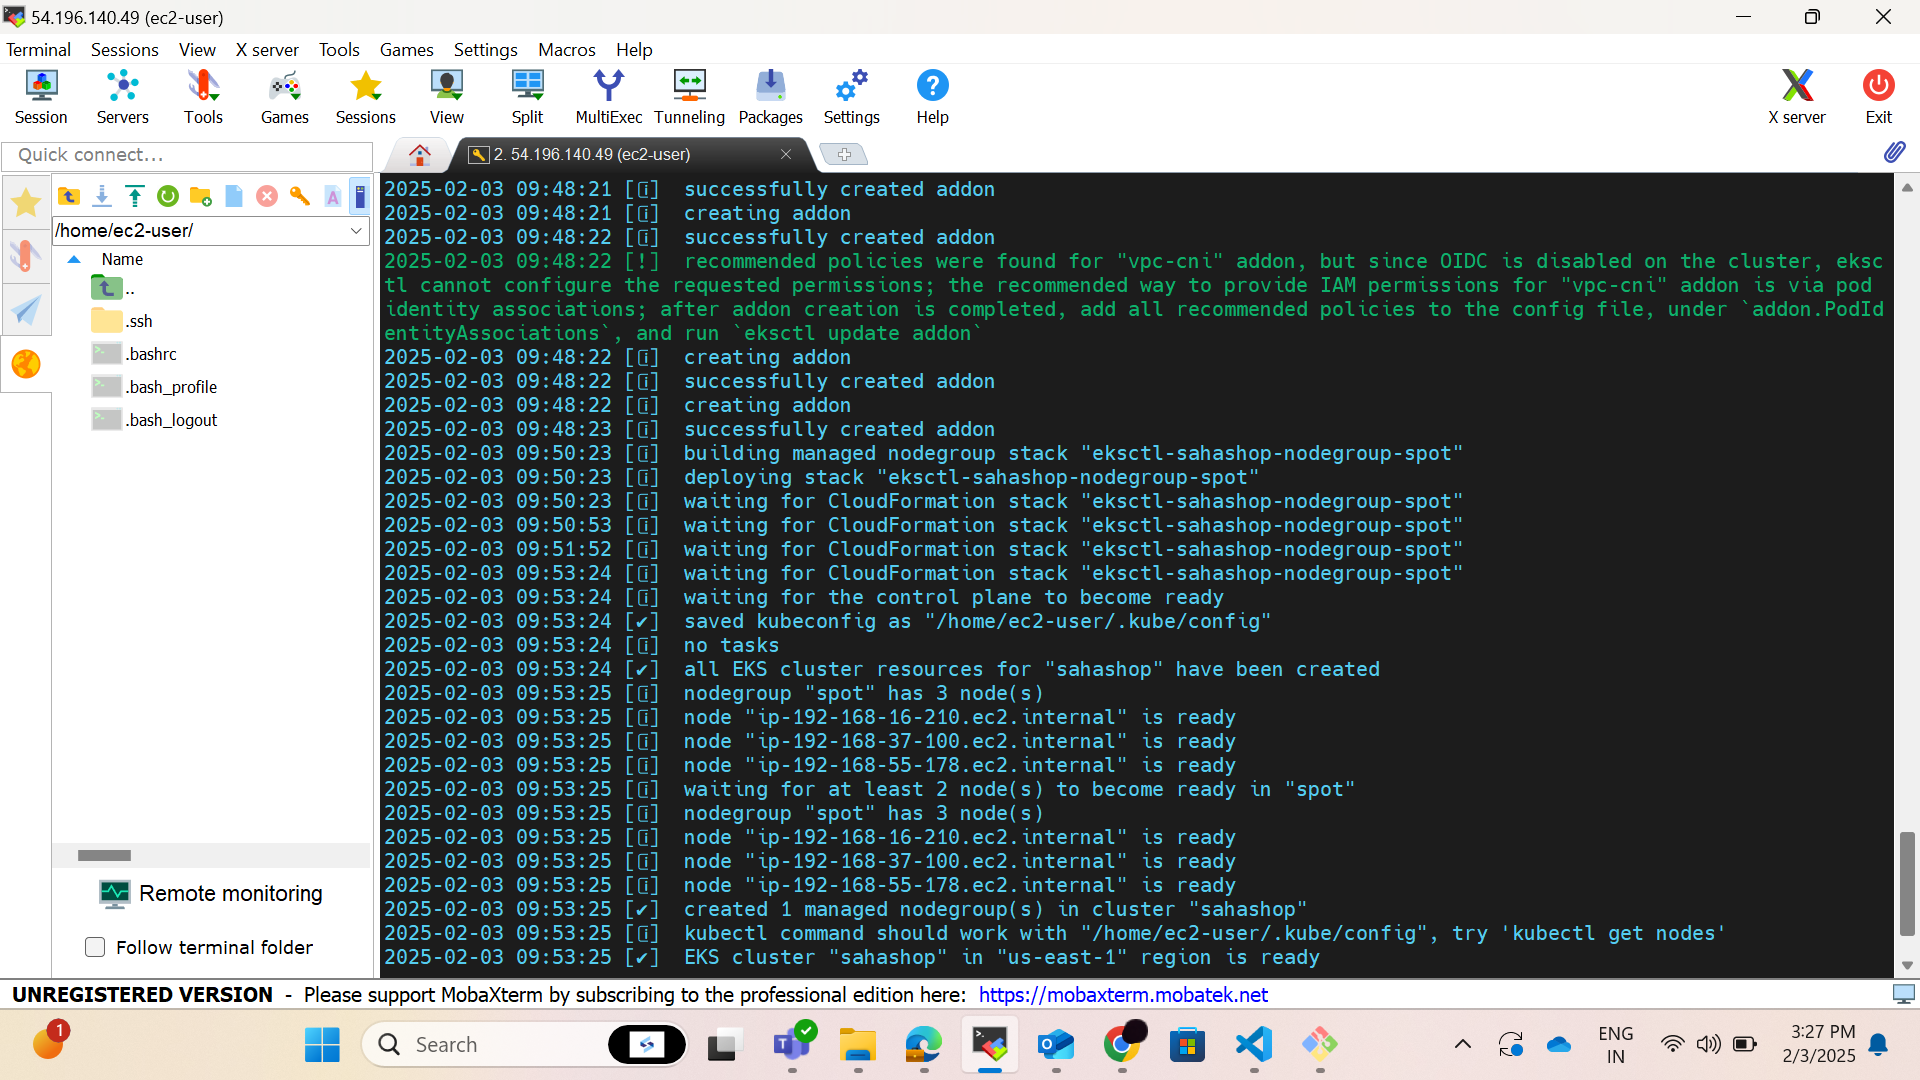 54.196.140.49 (ec2-user)
Terminal Sessions View X server Tools Games Settings Macros Help
Session Servers Tools Games Sessions View Split MultiExec Tunneling Packages Settings Help X server Exit
Quick connect...
2. 54.196.140.49 (ec2-user)
/home/ec2-user/
Name
..
.ssh
.bashrc
.bash_profile
.bash_logout
Remote monitoring
Follow terminal folder
2025-02-03 09:48:21 [i] successfully created addon
2025-02-03 09:48:21 [i] creating addon
2025-02-03 09:48:22 [i] successfully created addon
2025-02-03 09:48:22 [!] recommended policies were found for "vpc-cni" addon, but since OIDC is disabled on the cluster, eksc
tl cannot configure the requested permissions; the recommended way to provide IAM permissions for "vpc-cni" addon is via pod
identity associations; after addon creation is completed, add all recommended policies to the config file, under `addon.PodId
entityAssociations`, and run `eksctl update addon`
2025-02-03 09:48:22 [i] creating addon
2025-02-03 09:48:22 [i] successfully created addon
2025-02-03 09:48:22 [i] creating addon
2025-02-03 09:48:23 [i] successfully created addon
2025-02-03 09:50:23 [i] building managed nodegroup stack "eksctl-sahashop-nodegroup-spot"
2025-02-03 09:50:23 [i] deploying stack "eksctl-sahashop-nodegroup-spot"
2025-02-03 09:50:23 [i] waiting for CloudFormation stack "eksctl-sahashop-nodegroup-spot"
2025-02-03 09:50:53 [i] waiting for CloudFormation stack "eksctl-sahashop-nodegroup-spot"
2025-02-03 09:51:52 [i] waiting for CloudFormation stack "eksctl-sahashop-nodegroup-spot"
2025-02-03 09:53:24 [i] waiting for CloudFormation stack "eksctl-sahashop-nodegroup-spot"
2025-02-03 09:53:24 [i] waiting for the control plane to become ready
2025-02-03 09:53:24 [✔] saved kubeconfig as "/home/ec2-user/.kube/config"
2025-02-03 09:53:24 [i] no tasks
2025-02-03 09:53:24 [✔] all EKS cluster resources for "sahashop" have been created
2025-02-03 09:53:25 [i] nodegroup "spot" has 3 node(s)
2025-02-03 09:53:25 [i] node "ip-192-168-16-210.ec2.internal" is ready
2025-02-03 09:53:25 [i] node "ip-192-168-37-100.ec2.internal" is ready
2025-02-03 09:53:25 [i] node "ip-192-168-55-178.ec2.internal" is ready
2025-02-03 09:53:25 [i] waiting for at least 2 node(s) to become ready in "spot"
2025-02-03 09:53:25 [i] nodegroup "spot" has 3 node(s)
2025-02-03 09:53:25 [i] node "ip-192-168-16-210.ec2.internal" is ready
2025-02-03 09:53:25 [i] node "ip-192-168-37-100.ec2.internal" is ready
2025-02-03 09:53:25 [i] node "ip-192-168-55-178.ec2.internal" is ready
2025-02-03 09:53:25 [✔] created 1 managed nodegroup(s) in cluster "sahashop"
2025-02-03 09:53:25 [i] kubectl command should work with "/home/ec2-user/.kube/config", try 'kubectl get nodes'
2025-02-03 09:53:25 [✔] EKS cluster "sahashop" in "us-east-1" region is ready
UNREGISTERED VERSION - Please support MobaXterm by subscribing to the professional edition here: https://mobaxterm.mobatek.net
1
Search
ENG
IN
3:27 PM
2/3/2025